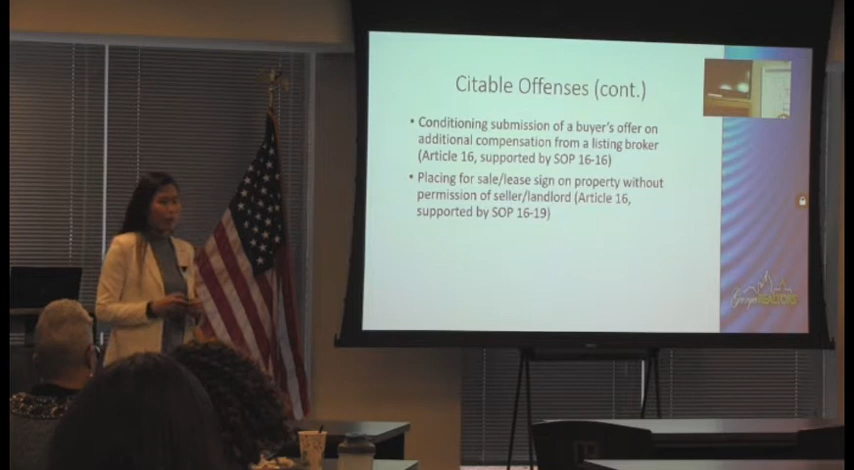 Citable Offenses (cont.)
• Conditioning submission of a buyer's offer on
additional compensation from a listing broker
(Article 16, supported by SOP 16-16)
• Placing for sale/lease sign on property without
permission of seller/landlord (Article 16,
supported by SOP 16-19)
Georgia REALTORS